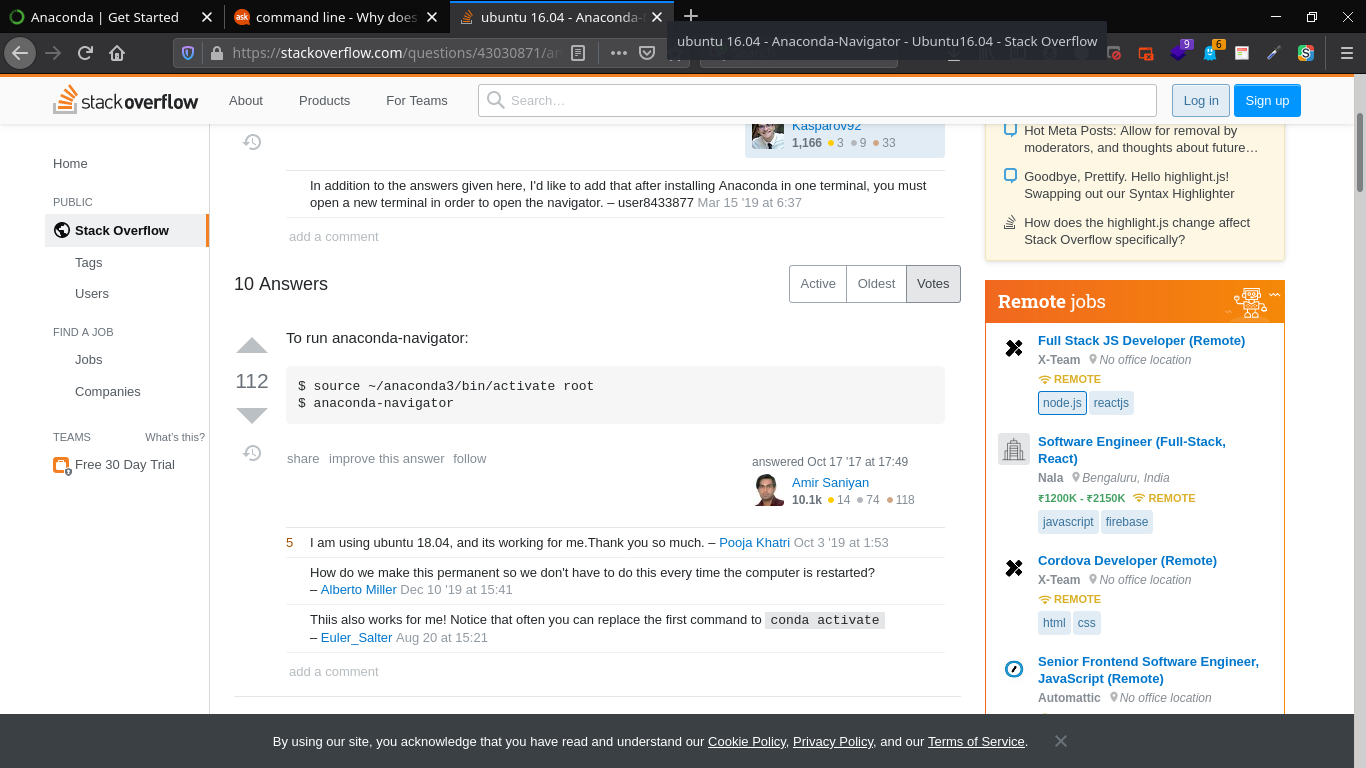 Anaconda | Get Started
command line - Why does
ubuntu 16.04 - Anaconda-
ubuntu 16.04 - Anaconda-Navigator - Ubuntu16.04 - Stack Overflow
https://stackoverflow.com/questions/43030871/
9
6
stackoverflow
About
Products
For Teams
Search…
Log in
Sign up
Home
PUBLIC
Stack Overflow
Tags
Users
FIND A JOB
Jobs
Companies
TEAMS
What's this?
Free 30 Day Trial
Kasparov92
1,166 3 9 33
In addition to the answers given here, I'd like to add that after installing Anaconda in one terminal, you must
open a new terminal in order to open the navigator. – user8433877 Mar 15 '19 at 6:37
add a comment
10 Answers
Active
Oldest
Votes
112
To run anaconda-navigator:
$ source ~/anaconda3/bin/activate root
$ anaconda-navigator
share improve this answer follow
answered Oct 17 '17 at 17:49
Amir Saniyan
10.1k 14 74 118
5 I am using ubuntu 18.04, and its working for me.Thank you so much. – Pooja Khatri Oct 3 '19 at 1:53
How do we make this permanent so we don't have to do this every time the computer is restarted?
– Alberto Miller Dec 10 '19 at 15:41
Thiis also works for me! Notice that often you can replace the first command to conda activate
– Euler_Salter Aug 20 at 15:21
add a comment
Hot Meta Posts: Allow for removal by
moderators, and thoughts about future…
Goodbye, Prettify. Hello highlight.js!
Swapping out our Syntax Highlighter
How does the highlight.js change affect
Stack Overflow specifically?
Remote jobs
Full Stack JS Developer (Remote)
X-Team No office location
REMOTE
node.js reactjs
Software Engineer (Full-Stack,
React)
Nala Bengaluru, India
₹1200K - ₹2150K REMOTE
javascript firebase
Cordova Developer (Remote)
X-Team No office location
REMOTE
html css
Senior Frontend Software Engineer,
JavaScript (Remote)
Automattic No office location
By using our site, you acknowledge that you have read and understand our Cookie Policy, Privacy Policy, and our Terms of Service.